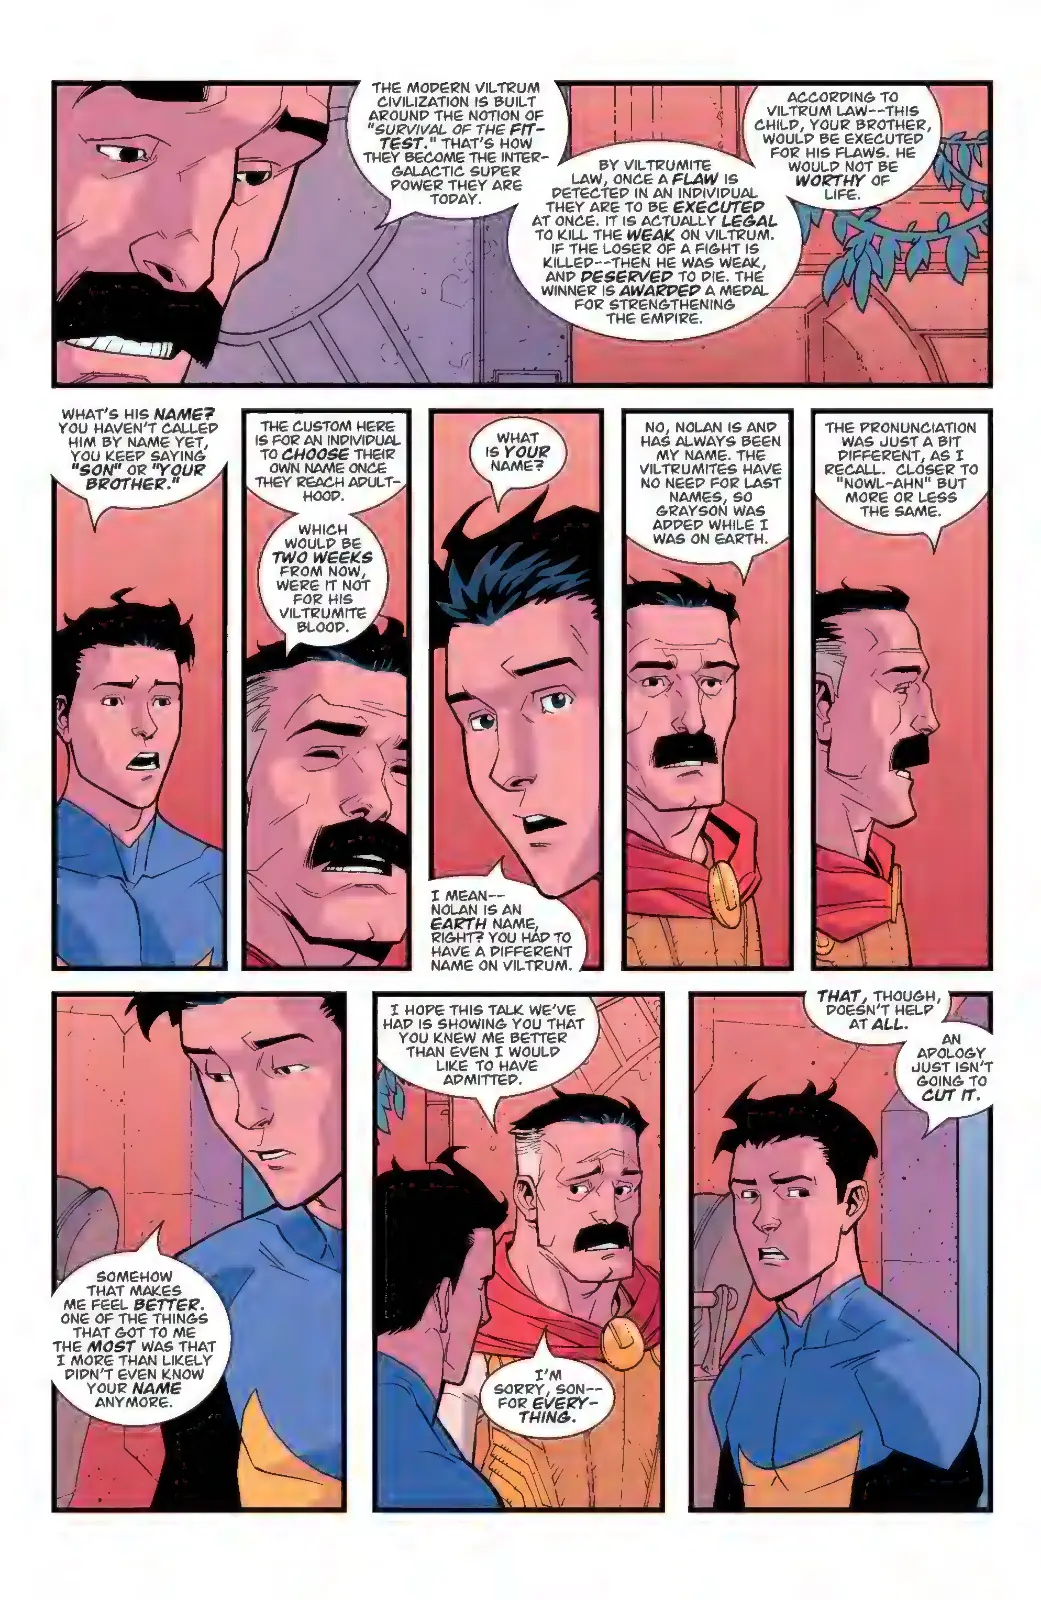 THE MODERN VILTRUM
CIVILIZATION IS BUILT
AROUND THE NOTION OF
"SURVIVAL OF THE FIT-
TEST." THAT'S HOW
THEY BECOME THE INTER-
GALACTIC SUPER
POWER THEY ARE
TODAY.
BY VILTRUMITE
LAW, ONCE A FLAW IS
DETECTED IN AN INDIVIDUAL
THEY ARE TO BE EXECUTED
AT ONCE. IT IS ACTUALLY LEGAL
TO KILL THE WEAK ON VILTRUM.
IF THE LOSER OF A FIGHT IS
KILLED--THEN HE WAS WEAK,
AND DESERVED TO DIE. THE
WINNER IS AWARDED A MEDAL
FOR STRENGTHENING
THE EMPIRE.
ACCORDING TO
VILTRUM LAW--THIS
CHILD, YOUR BROTHER,
WOULD BE EXECUTED
FOR HIS FLAWS. HE
WOULD NOT BE
WORTHY OF
LIFE.
WHAT'S HIS NAME?
YOU HAVEN'T CALLED
HIM BY NAME YET,
YOU KEEP SAYING
"SON" OR "YOUR
BROTHER."
THE CUSTOM HERE
IS FOR AN INDIVIDUAL
TO CHOOSE THEIR
OWN NAME ONCE
THEY REACH ADULT-
HOOD.
WHICH
WOULD BE
TWO WEEKS
FROM NOW,
WERE IT NOT
FOR HIS
VILTRUMITE
BLOOD.
WHAT
IS YOUR
NAME?
I MEAN--
NOLAN IS AN
EARTH NAME,
RIGHT? YOU HAD TO
HAVE A DIFFERENT
NAME ON VILTRUM.
NO, NOLAN IS AND
HAS ALWAYS BEEN
MY NAME. THE
VILTRUMITES HAVE
NO NEED FOR LAST
NAMES, SO
GRAYSON WAS
ADDED WHILE I
WAS ON EARTH.
THE PRONUNCIATION
WAS JUST A BIT
DIFFERENT, AS I
RECALL. CLOSER TO
"NOWL-AHN" BUT
MORE OR LESS
THE SAME.
SOMEHOW
THAT MAKES
ME FEEL BETTER.
ONE OF THE THINGS
THAT GOT TO ME
THE MOST WAS THAT
I MORE THAN LIKELY
DIDN'T EVEN KNOW
YOUR NAME
ANYMORE.
I HOPE THIS TALK WE'VE
HAD IS SHOWING YOU THAT
YOU KNEW ME BETTER
THAN EVEN I WOULD
LIKE TO HAVE
ADMITTED.
I'M
SORRY, SON--
FOR EVERY-
THING.
THAT, THOUGH,
DOESN'T HELP
AT ALL.
AN
APOLOGY
JUST ISN'T
GOING TO
CUT IT.